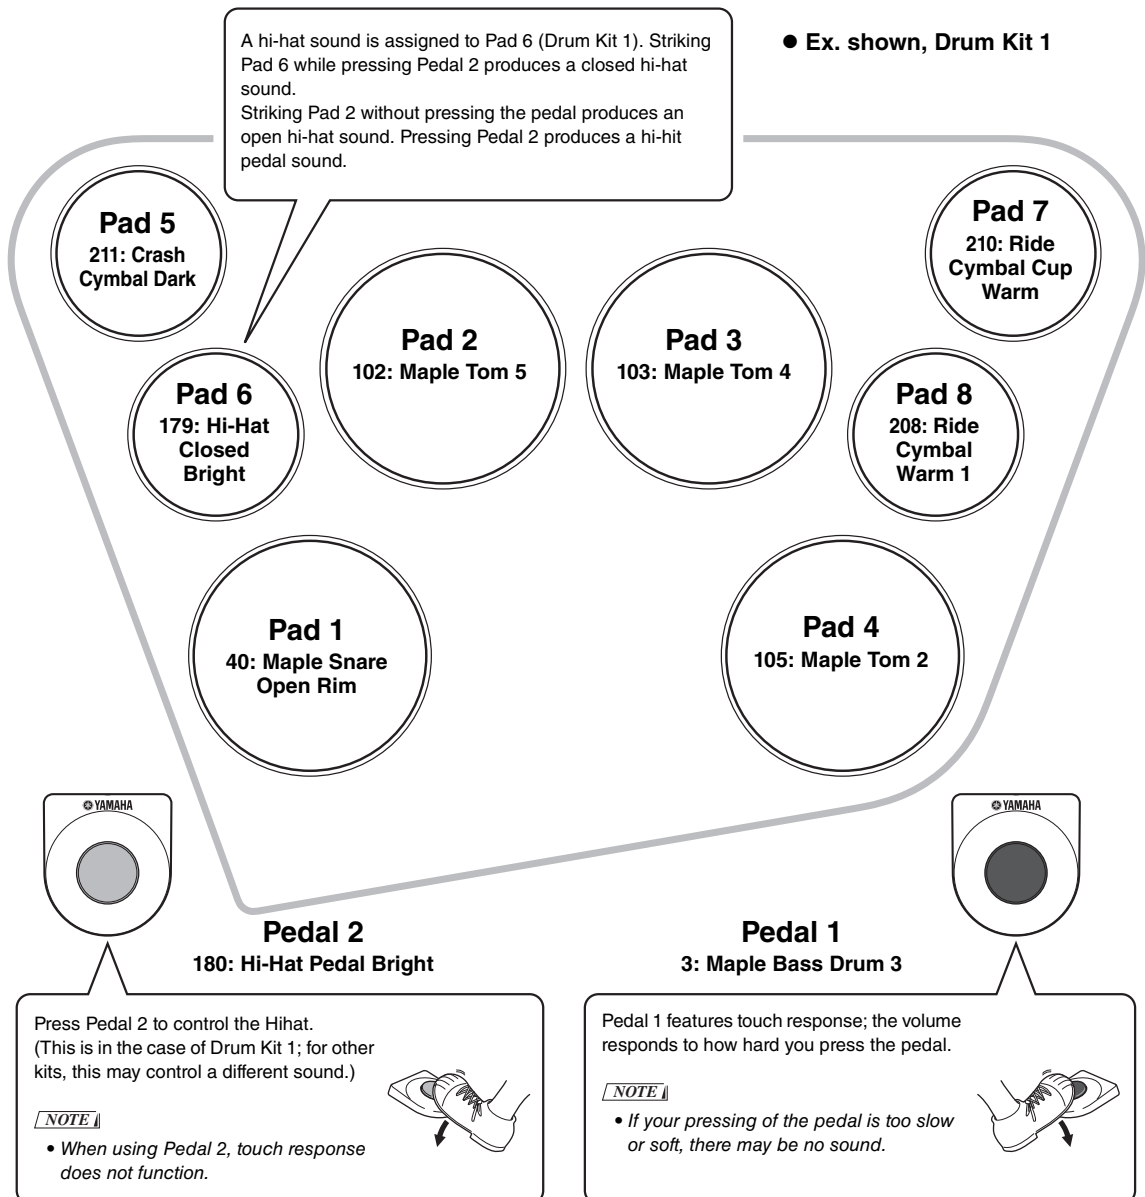 A hi-hat sound is assigned to Pad 6 (Drum Kit 1). Striking
Pad 6 while pressing Pedal 2 produces a closed hi-hat
sound.
Striking Pad 2 without pressing the pedal produces an
open hi-hat sound. Pressing Pedal 2 produces a hi-hit
pedal sound.
● Ex. shown, Drum Kit 1
Pad 5
211: Crash
Cymbal Dark
Pad 7
210: Ride
Cymbal Cup
Warm
Pad 2
102: Maple Tom 5
Pad 3
103: Maple Tom 4
Pad 6
179: Hi-Hat
Closed
Bright
Pad 8
208: Ride
Cymbal
Warm 1
Pad 1
40: Maple Snare
Open Rim
Pad 4
105: Maple Tom 2
YAMAHA
YAMAHA
Pedal 2
180: Hi-Hat Pedal Bright
Pedal 1
3: Maple Bass Drum 3
Press Pedal 2 to control the Hihat.
(This is in the case of Drum Kit 1; for other
kits, this may control a different sound.)
NOTE
• When using Pedal 2, touch response
does not function.
Pedal 1 features touch response; the volume
responds to how hard you press the pedal.
NOTE
• If your pressing of the pedal is too slow
or soft, there may be no sound.